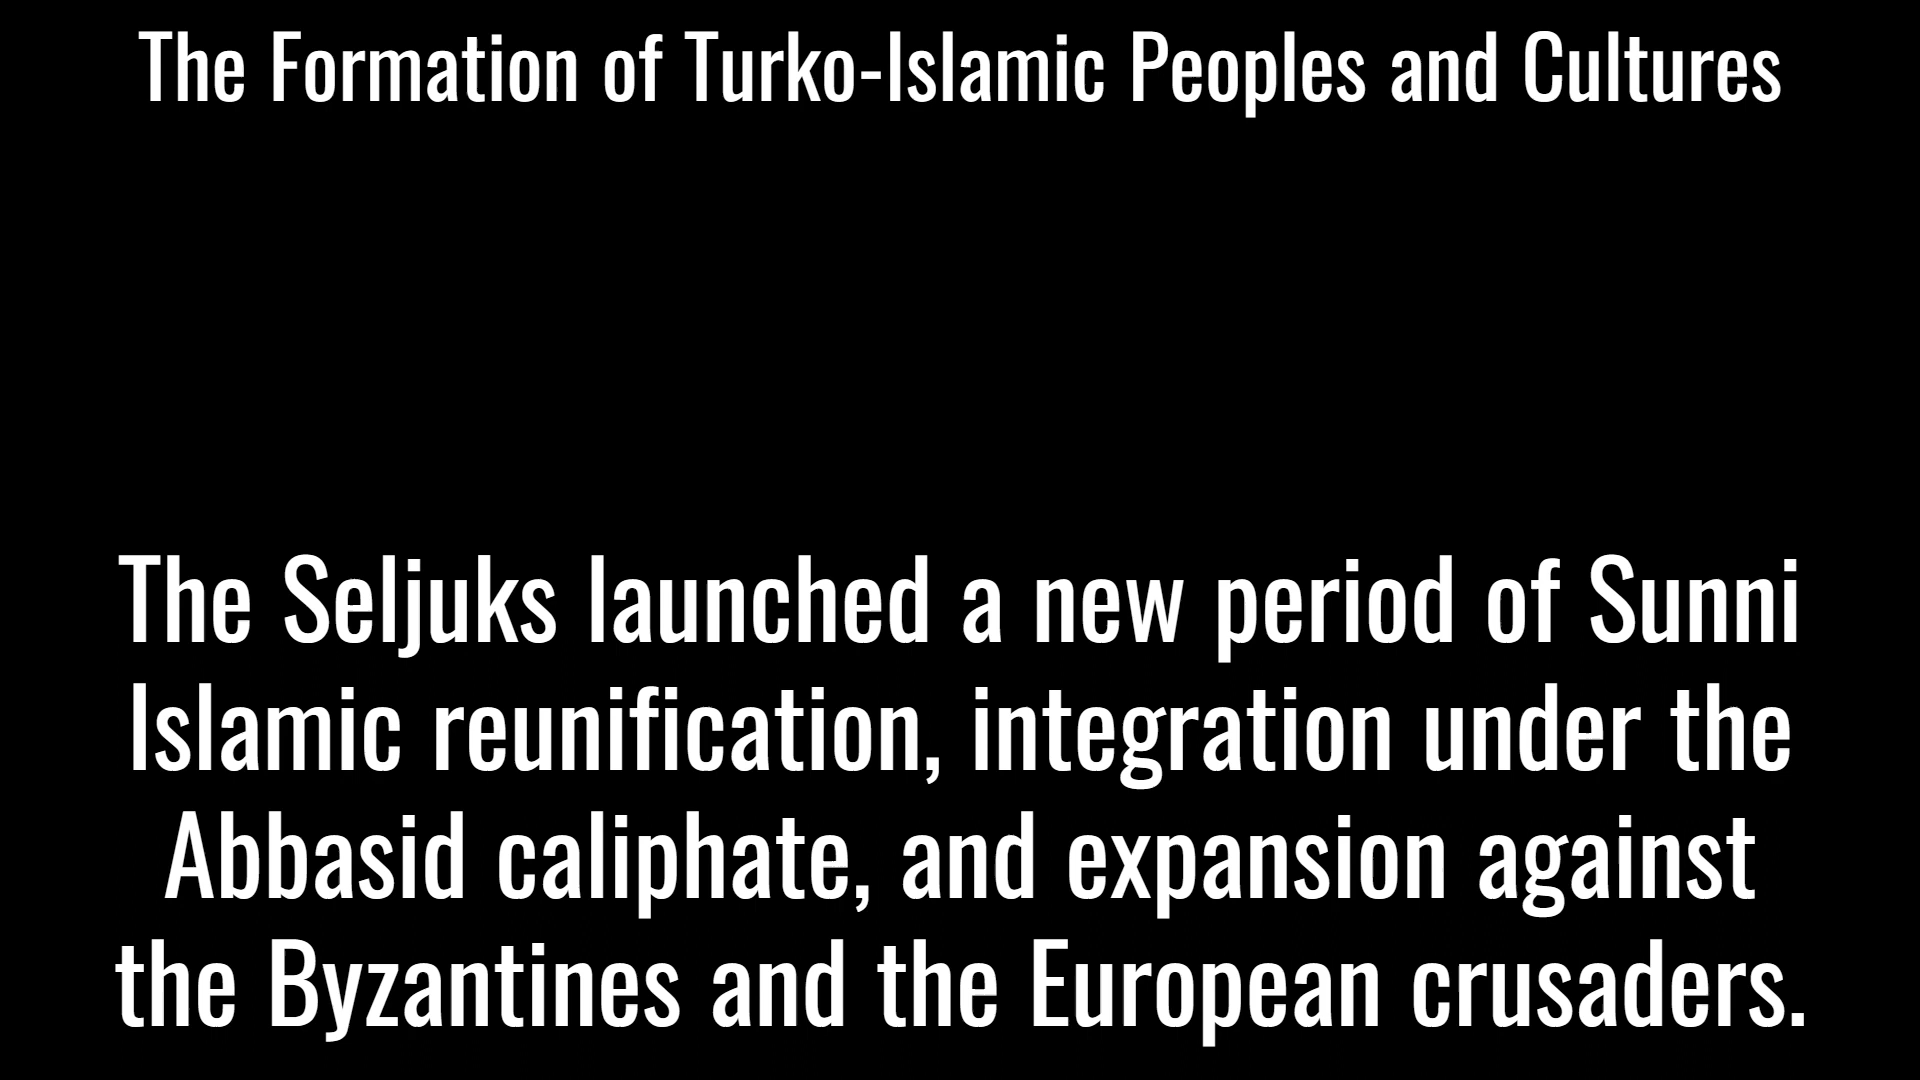 The Formation of Turko-Islamic Peoples and Cultures
The Seljuks launched a new period of Sunni
Islamic reunification, integration under the
Abbasid caliphate, and expansion against
the Byzantines and the European crusaders.